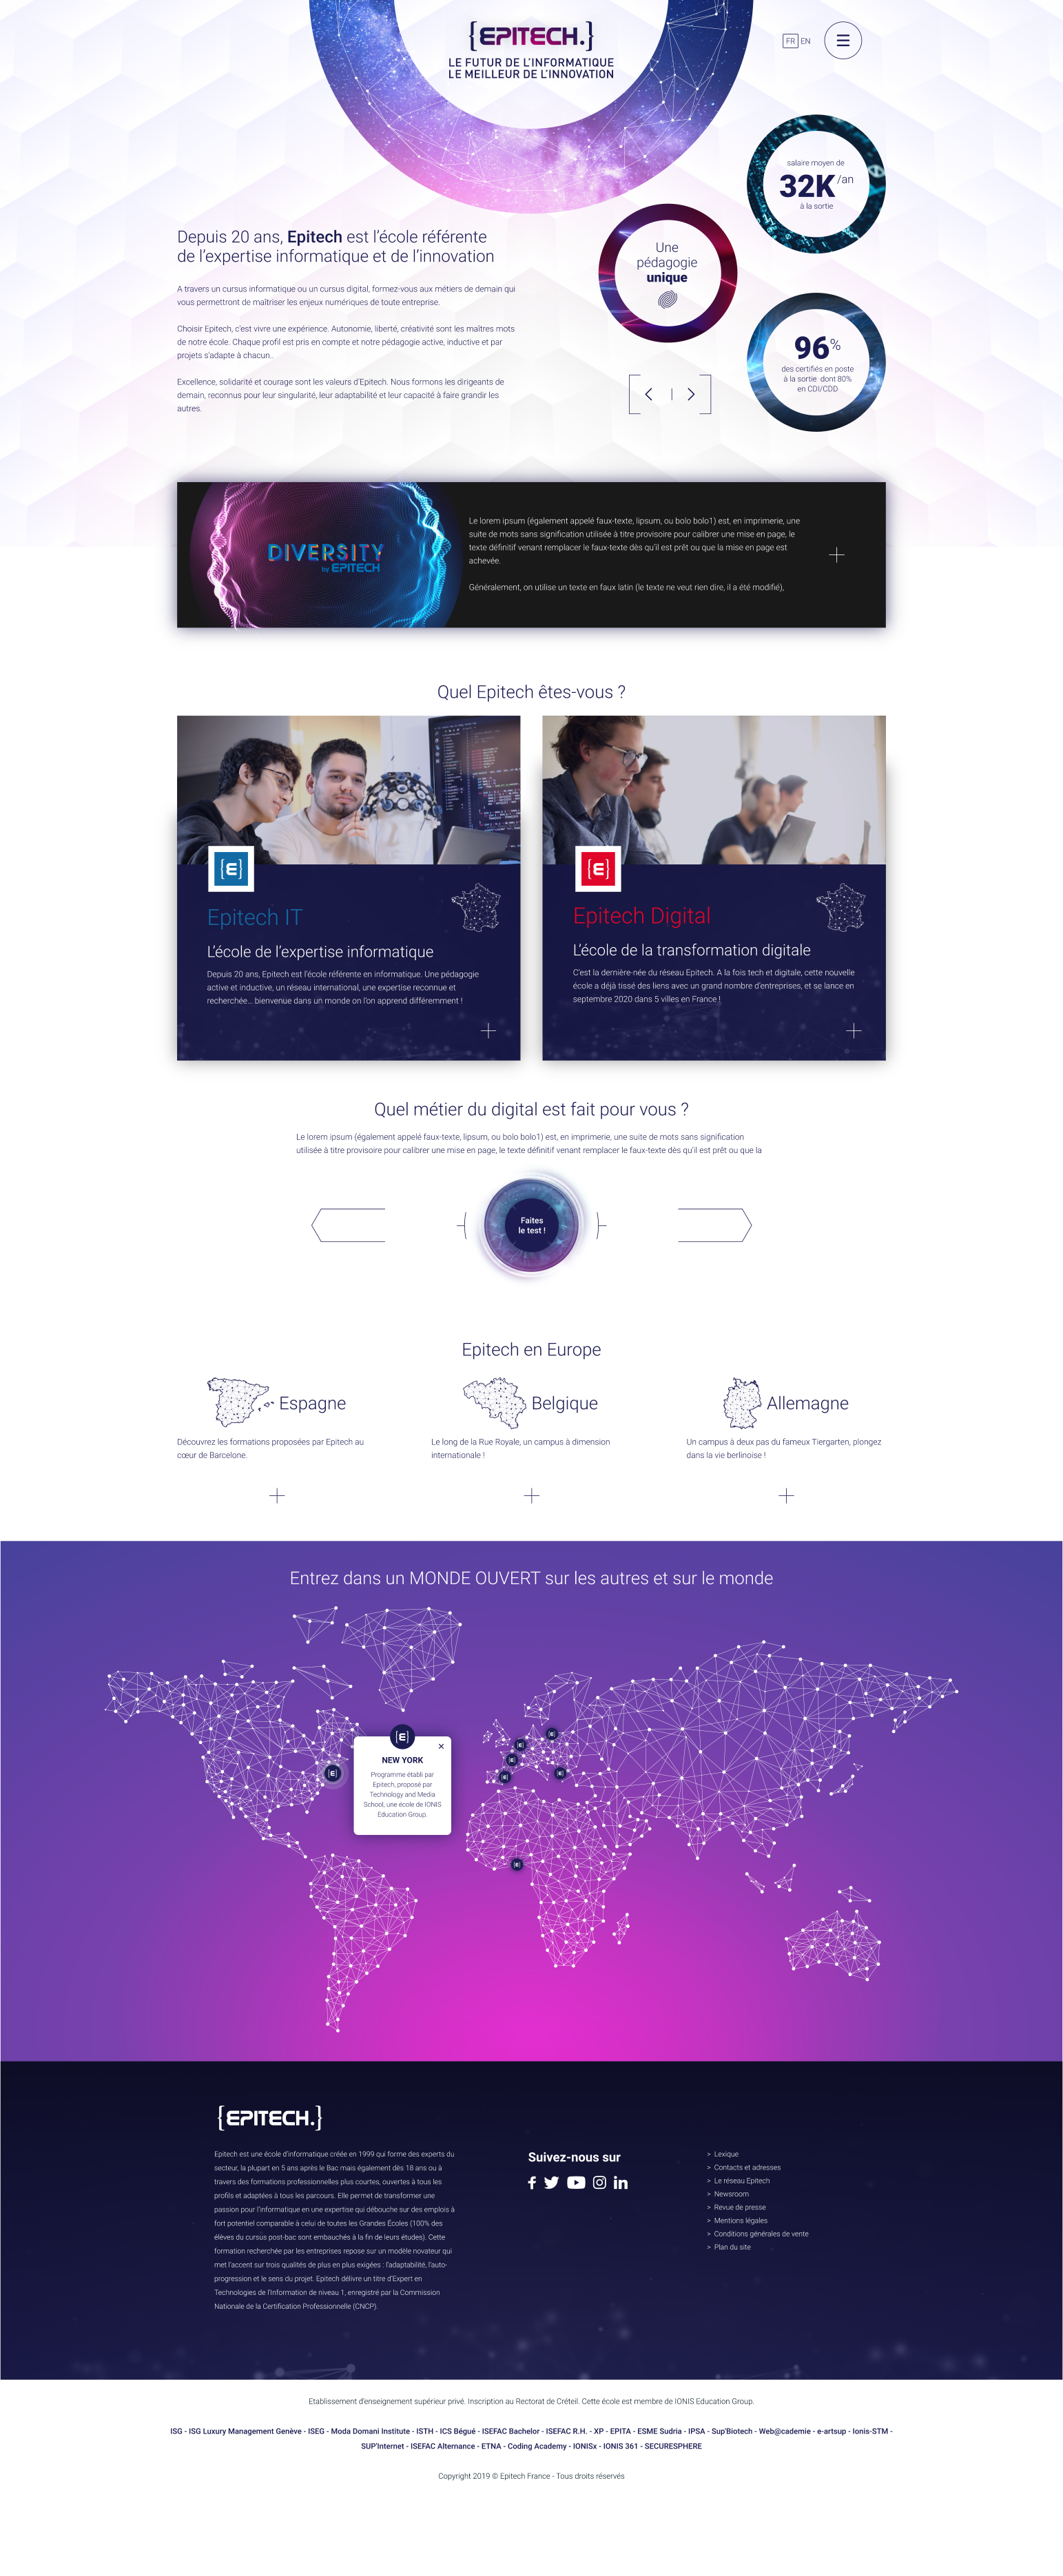 {EPITECH.}
LE FUTUR DE L'INFORMATIQUE
LE MEILLEUR DE L'INNOVATION
FR EN
salaire moyen de
32K/an
à la sortie
Une
pédagogie
unique
96%
des certifiés en poste
à la sortie dont 80%
en CDI/CDD
Depuis 20 ans, Epitech est l'école référente
de l'expertise informatique et de l'innovation
A travers un cursus informatique ou un cursus digital, formez-vous aux métiers de demain qui
vous permettront de maîtriser les enjeux numériques de toute entreprise.
Choisir Epitech, c'est vivre une expérience. Autonomie, liberté, créativité sont les maîtres mots
de notre école. Chaque profil est pris en compte et notre pédagogie active, inductive et par
projets s'adapte à chacun..
Excellence, solidarité et courage sont les valeurs d'Epitech. Nous formons les dirigeants de
demain, reconnus pour leur singularité, leur adaptabilité et leur capacité à faire grandir les
autres.
DIVERSITY
by EPITECH
Le lorem ipsum (également appelé faux-texte, lipsum, ou bolo bolo1) est, en imprimerie, une
suite de mots sans signification utilisée à titre provisoire pour calibrer une mise en page, le
texte définitif venant remplacer le faux-texte dès qu'il est prêt ou que la mise en page est
achevée.
Généralement, on utilise un texte en faux latin (le texte ne veut rien dire, il a été modifié),
Quel Epitech êtes-vous ?
{E}
Epitech IT
L'école de l'expertise informatique
Depuis 20 ans, Epitech est l'école référente en informatique. Une pédagogie
active et inductive, un réseau international, une expertise reconnue et
recherchée... bienvenue dans un monde on l'on apprend différemment !
{E}
Epitech Digital
L'école de la transformation digitale
C'est la dernière-née du réseau Epitech. A la fois tech et digitale, cette nouvelle
école a déjà tissé des liens avec un grand nombre d'entreprises, et se lance en
septembre 2020 dans 5 villes en France !
Quel métier du digital est fait pour vous ?
Le lorem ipsum (également appelé faux-texte, lipsum, ou bolo bolo1) est, en imprimerie, une suite de mots sans signification
utilisée à titre provisoire pour calibrer une mise en page, le texte définitif venant remplacer le faux-texte dès qu'il est prêt ou que la
Faites
le test !
Epitech en Europe
Espagne
Découvrez les formations proposées par Epitech au
cœur de Barcelone.
Belgique
Le long de la Rue Royale, un campus à dimension
internationale !
Allemagne
Un campus à deux pas du fameux Tiergarten, plongez
dans la vie berlinoise !
Entrez dans un MONDE OUVERT sur les autres et sur le monde
{E}
NEW YORK
Programme établi par
Epitech, proposé par
Technology and Media
School, une école de IONIS
Education Group.
{EPITECH.}
Epitech est une école d'informatique créée en 1999 qui forme des experts du
secteur, la plupart en 5 ans après le Bac mais également dès 18 ans ou à
travers des formations professionnelles plus courtes, ouvertes à tous les
profils et adaptées à tous les parcours. Elle permet de transformer une
passion pour l'informatique en une expertise qui débouche sur des emplois à
fort potentiel comparable à celui de toutes les Grandes Écoles (100% des
élèves du cursus post-bac sont embauchés à la fin de leurs études). Cette
formation recherchée par les entreprises repose sur un modèle novateur qui
met l'accent sur trois qualités de plus en plus exigées : l'adaptabilité, l'auto-
progression et le sens du projet. Epitech délivre un titre d'Expert en
Technologies de l'Information de niveau 1, enregistré par la Commission
Nationale de la Certification Professionnelle (CNCP).
Suivez-nous sur
> Lexique
> Contacts et adresses
> Le réseau Epitech
> Newsroom
> Revue de presse
> Mentions légales
> Conditions générales de vente
> Plan du site
Etablissement d'enseignement supérieur privé. Inscription au Rectorat de Créteil. Cette école est membre de IONIS Education Group.
ISG - ISG Luxury Management Genève - ISEG - Moda Domani Institute - ISTH - ICS Bégué - ISEFAC Bachelor - ISEFAC R.H. - XP - EPITA - ESME Sudria - IPSA - Sup'Biotech - Web@cademie - e-artsup - Ionis-STM -
SUP'Internet - ISEFAC Alternance - ETNA - Coding Academy - IONISx - IONIS 361 - SECURESPHERE
Copyright 2019 © Epitech France - Tous droits réservés